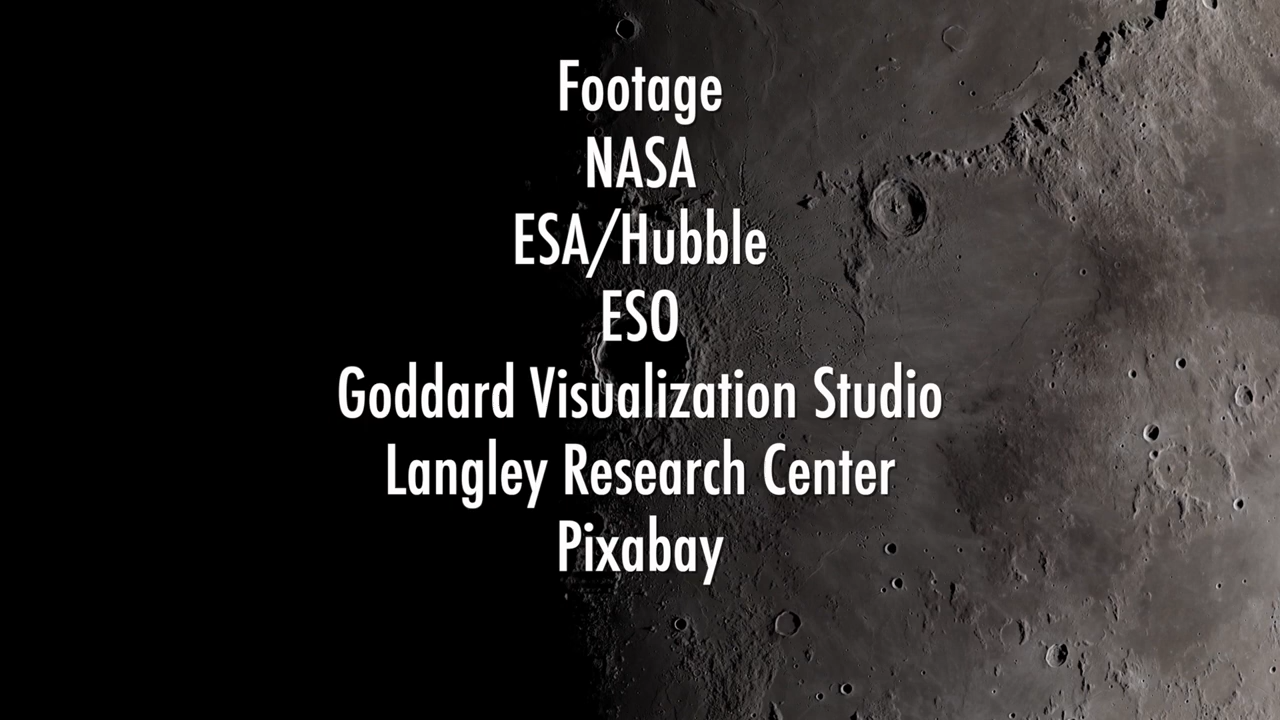 Footage
NASA
ESA/Hubble
ESO
Goddard Visualization Studio
Langley Research Center
Pixabay